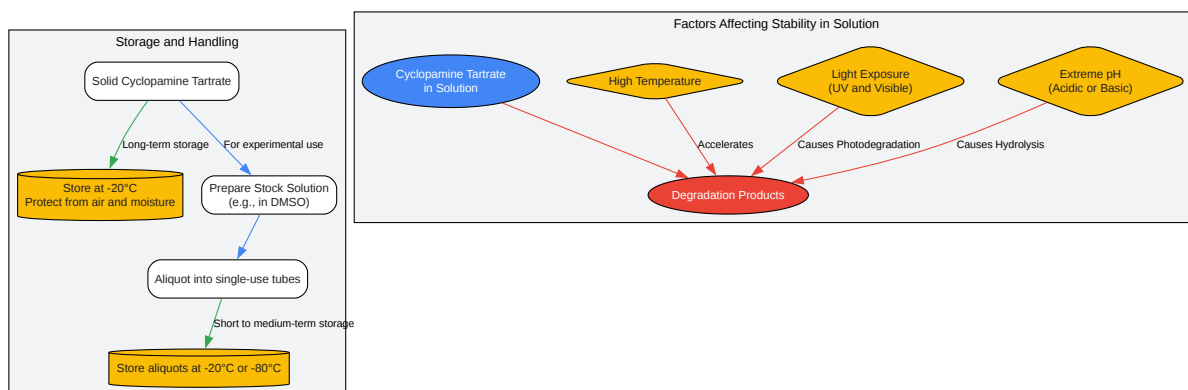 Storage and Handling
Solid Cyclopamine Tartrate
Long-term storage
For experimental use
Store at -20°C
Protect from air and moisture
Prepare Stock Solution
(e.g., in DMSO)
Aliquot into single-use tubes
Short to medium-term storage
Store aliquots at -20°C or -80°C
Factors Affecting Stability in Solution
Cyclopamine Tartrate
in Solution
High Temperature
Light Exposure
(UV and Visible)
Extreme pH
(Acidic or Basic)
Accelerates
Causes Photodegradation
Causes Hydrolysis
Degradation Products